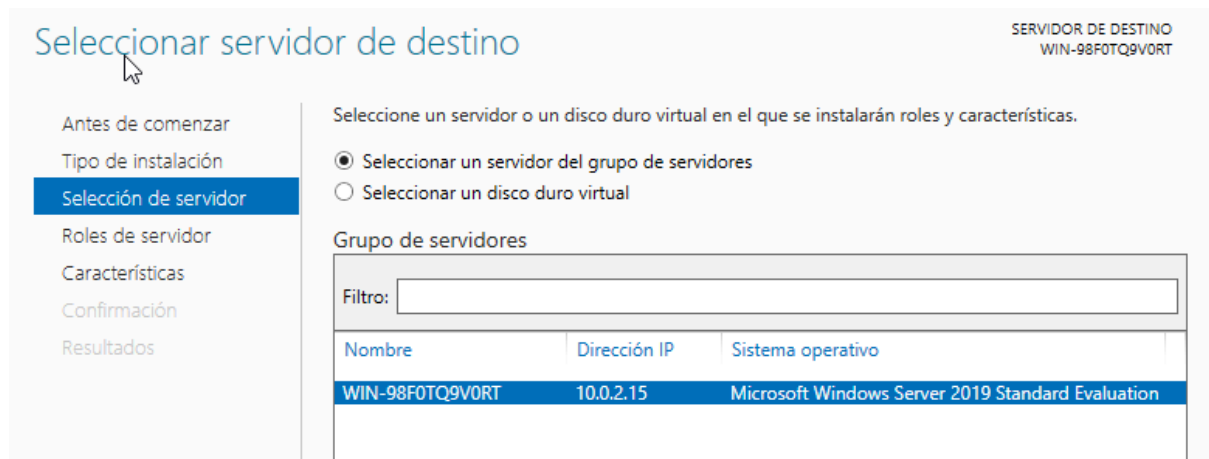 Seleccionar servidor de destino
SERVIDOR DE DESTINO
WIN-98F0TQ9V0RT
Antes de comenzar
Tipo de instalación
Selección de servidor
Roles de servidor
Características
Confirmación
Resultados
Seleccione un servidor o un disco duro virtual en el que se instalarán roles y características.
Seleccionar un servidor del grupo de servidores
Seleccionar un disco duro virtual
Grupo de servidores
Filtro:
Nombre Dirección IP Sistema operativo
WIN-98F0TQ9V0RT 10.0.2.15 Microsoft Windows Server 2019 Standard Evaluation